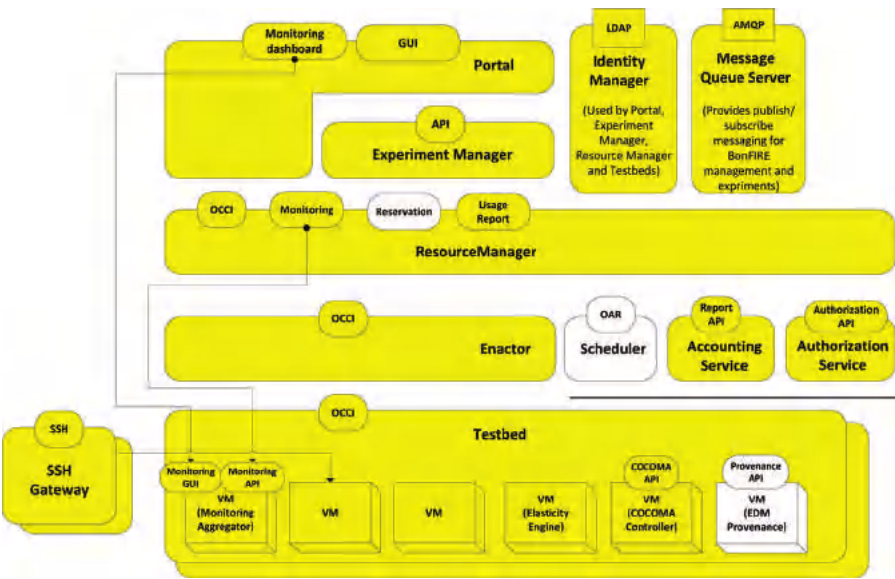 Monitoring
dashboard
GUI
Portal
LDAP
Identity
Manager
(Used by Portal,
Experiment
Manager,
Resource Manager
and Testbeds)
AMQP
Message
Queue Server
(Provides publish/
subscribe
messaging for
BonFIRE
management and
expriments)
API
Experiment Manager
OCCI
Monitoring
Reservation
Usage
Report
ResourceManager
OCCI
Enactor
OAR
Scheduler
Report
API
Accounting
Service
Authorization
API
Authorization
Service
OCCI
Testbed
SSH
SSH
Gateway
Monitoring
GUI
Monitoring
API
VM
(Monitoring
Aggregator)
VM
VM
VM
(Elasticity
Engine)
COCOMA
API
VM
(COCOMA
Controller)
Provenance
API
VM
(EDM
Provenance)